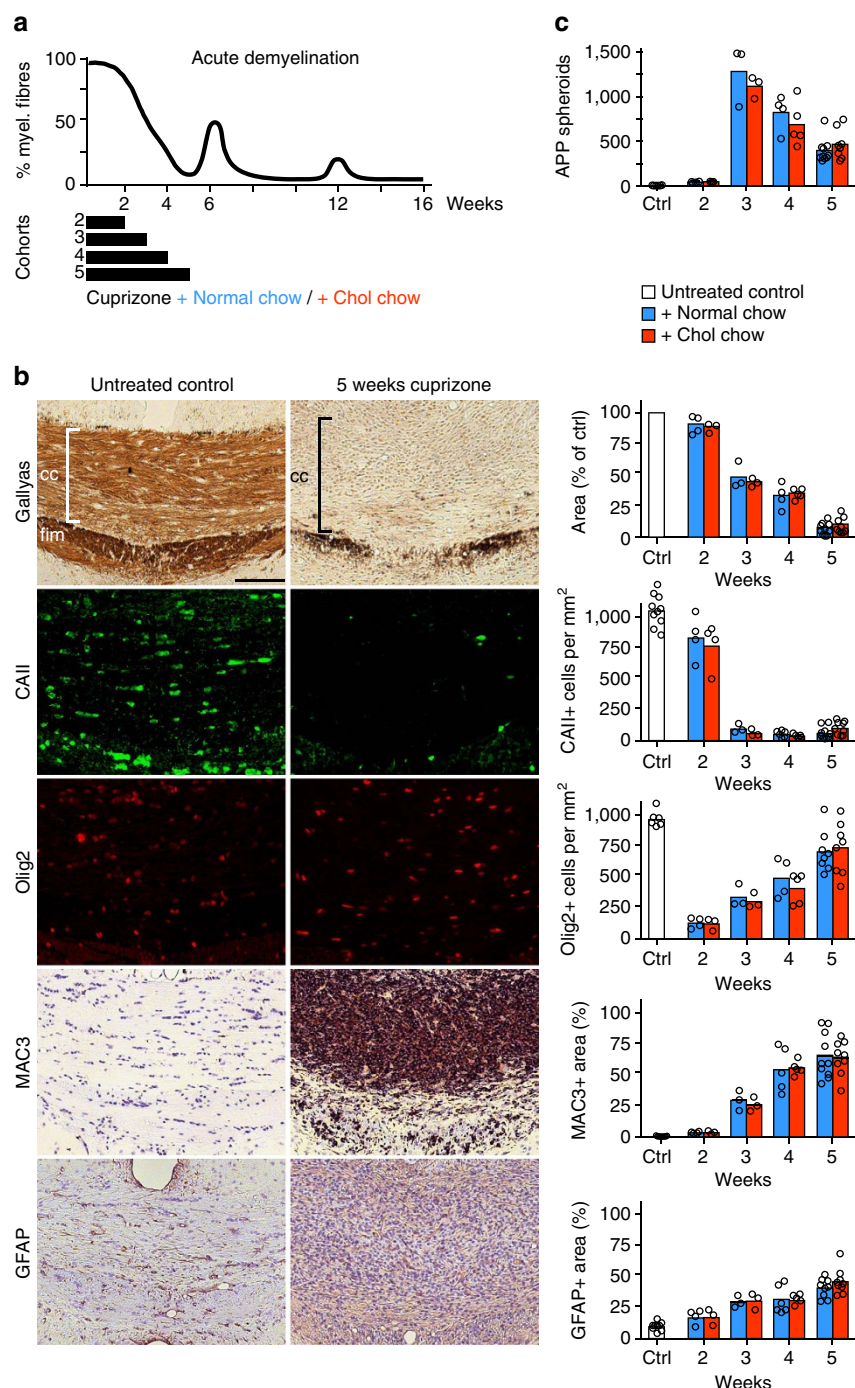 a
Acute demyelination
% myel. fibres
100
50
0
2 4 6 12 16 Weeks
Cohorts
2
3
4
5
Cuprizone + Normal chow / + Chol chow
c
APP spheroids
1,500
1,000
500
0
Ctrl 2 3 4 5
Untreated control
+ Normal chow
+ Chol chow
b
Untreated control
5 weeks cuprizone
Gallyas
cc
fim
cc
Area (% of ctrl)
100
75
50
25
0
Ctrl 2 3 4 5
Weeks
CAII
CAII+ cells per mm²
1,000
750
500
250
0
Ctrl 2 3 4 5
Weeks
Olig2
Olig2+ cells per mm²
1,000
750
500
250
0
Ctrl 2 3 4 5
Weeks
MAC3
MAC3+ area (%)
100
75
50
25
0
Ctrl 2 3 4 5
Weeks
GFAP
GFAP+ area (%)
100
75
50
25
0
Ctrl 2 3 4 5
Weeks